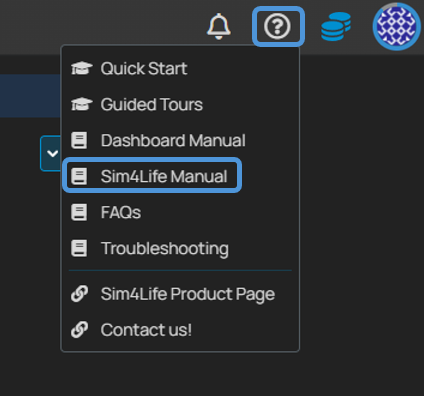 Quick Start
Guided Tours
Dashboard Manual
Sim4Life Manual
FAQs
Troubleshooting
Sim4Life Product Page
Contact us!